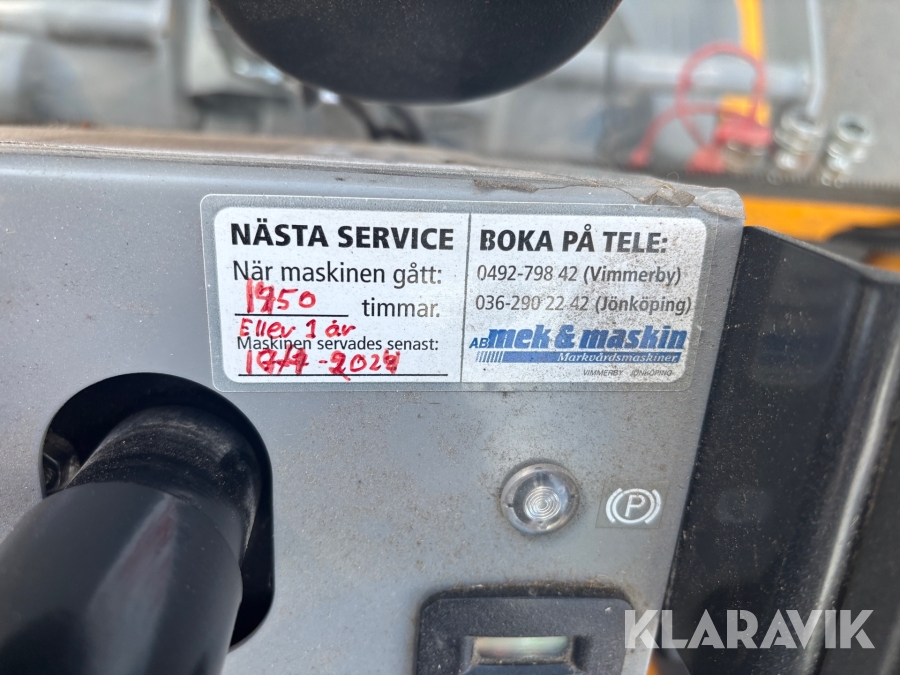 NÄSTA SERVICE
När maskinen gått:
1950 timmar.
Eller 1 år
Maskinen servades senast:
-2024
BOKA PÅ TELE:
0492-798 42 (Vimmerby)
036-290 22 42 (Jönköping)
AB mek & maskin
Markvårdsmaskiner
VIMMERBY JÖNKÖPING
P
KLARAVIK